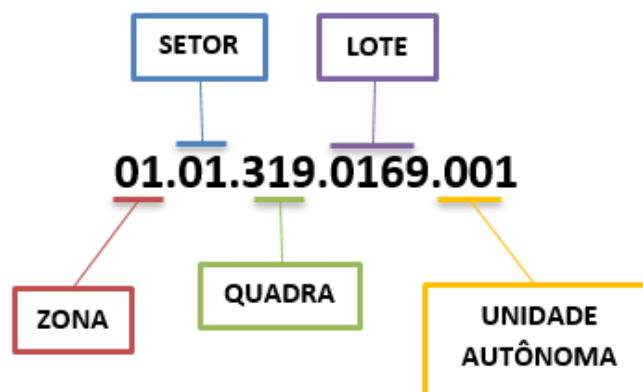 SETOR
LOTE
01.01.319.0169.001
ZONA
QUADRA
UNIDADE
AUTÔNOMA